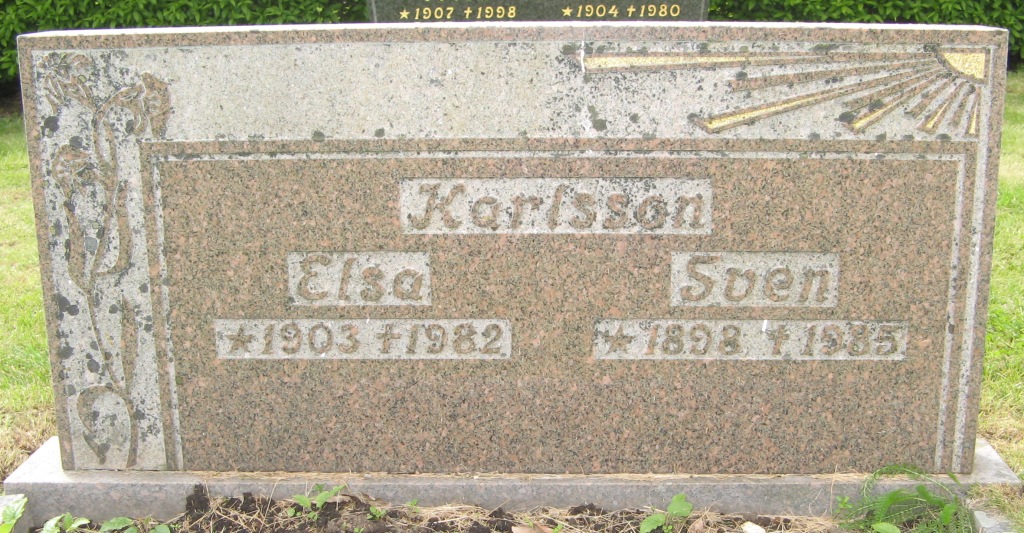 ★1907 ✝1998 ★1904 ✝1980
Karlsson
Elsa Sven
★1903 ✝1982 ★1898 ✝1985